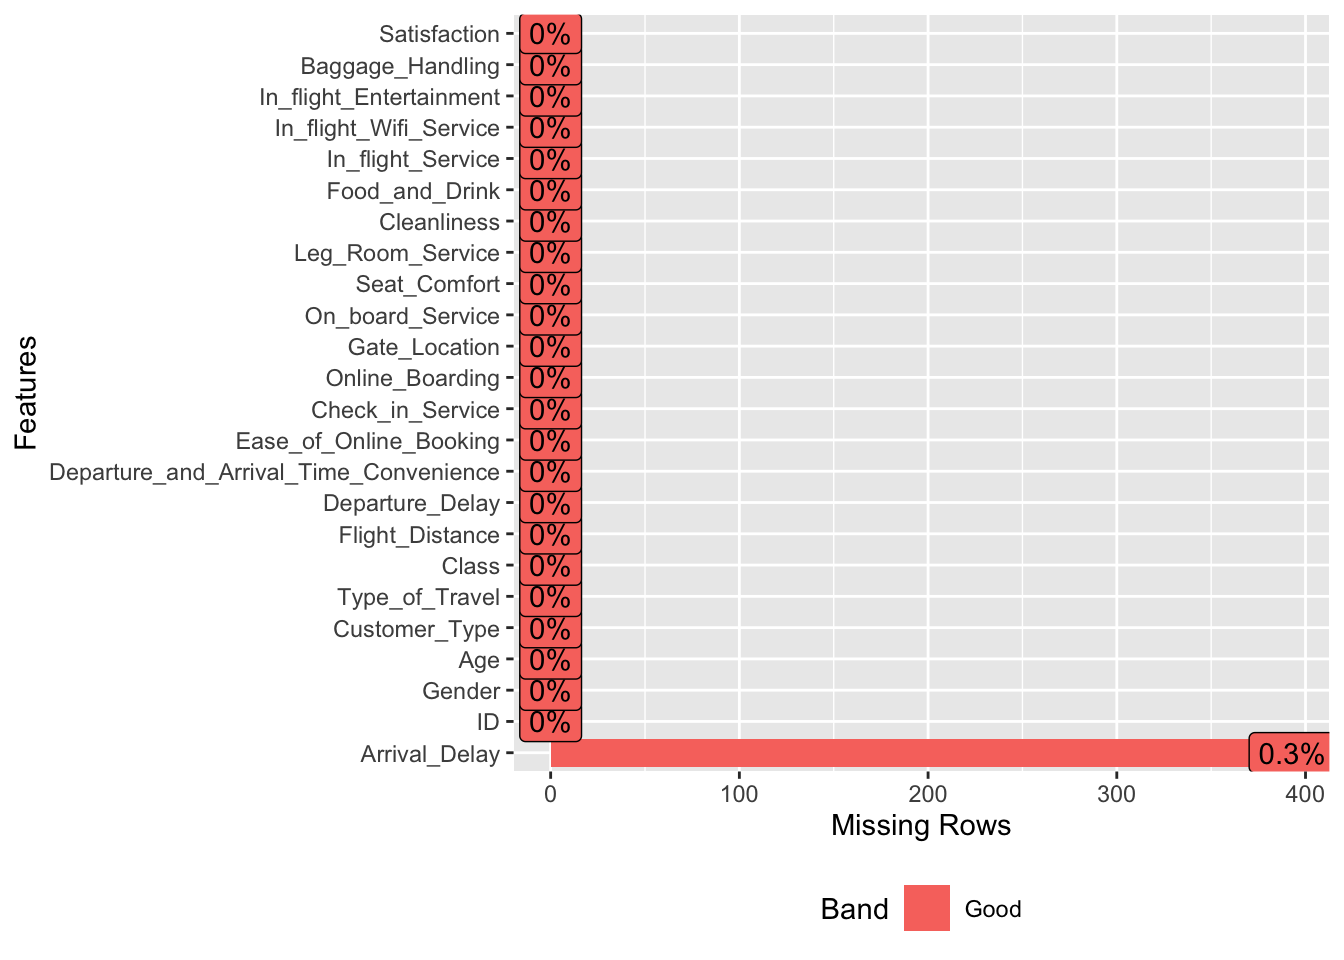 Features
Satisfaction 0%
Baggage_Handling 0%
In_flight_Entertainment 0%
In_flight_Wifi_Service 0%
In_flight_Service 0%
Food_and_Drink 0%
Cleanliness 0%
Leg_Room_Service 0%
Seat_Comfort 0%
On_board_Service 0%
Gate_Location 0%
Online_Boarding 0%
Check_in_Service 0%
Ease_of_Online_Booking 0%
Departure_and_Arrival_Time_Convenience 0%
Departure_Delay 0%
Flight_Distance 0%
Class 0%
Type_of_Travel 0%
Customer_Type 0%
Age 0%
Gender 0%
ID 0%
Arrival_Delay 0.3%
0 100 200 300 400
Missing Rows
Band Good